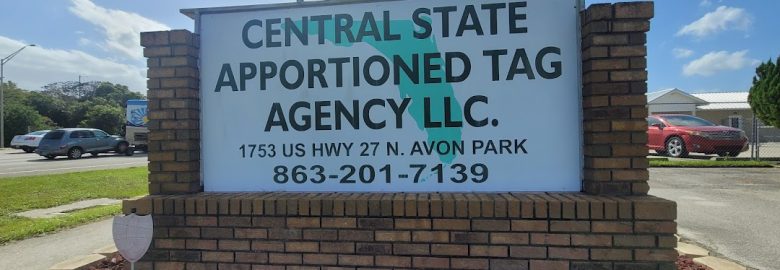 CENTRAL STATE
APPORTIONED TAG
AGENCY LLC.
1753 US HWY 27 N. AVON PARK
863-201-7139